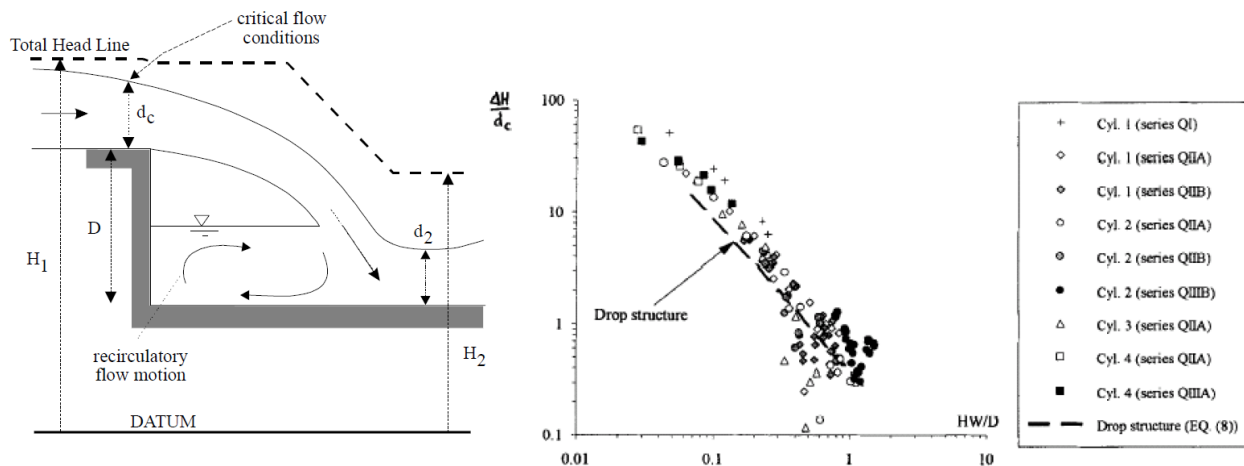 critical flow
conditions
Total Head Line
d_c
D
H_1
d_2
H_2
recirculatory
flow motion
DATUM
ΔH
d_c
100
10
1
0.1
0.01
0.1
1
10
HW/D
Drop structure
Cyl. 1 (series QI)
Cyl. 1 (series QIIA)
Cyl. 1 (series QIIB)
Cyl. 2 (series QIIA)
Cyl. 2 (series QIIB)
Cyl. 2 (series QIIIB)
Cyl. 3 (series QIIA)
Cyl. 4 (series QIIA)
Cyl. 4 (series QIIIA)
Drop structure (EQ. (8))